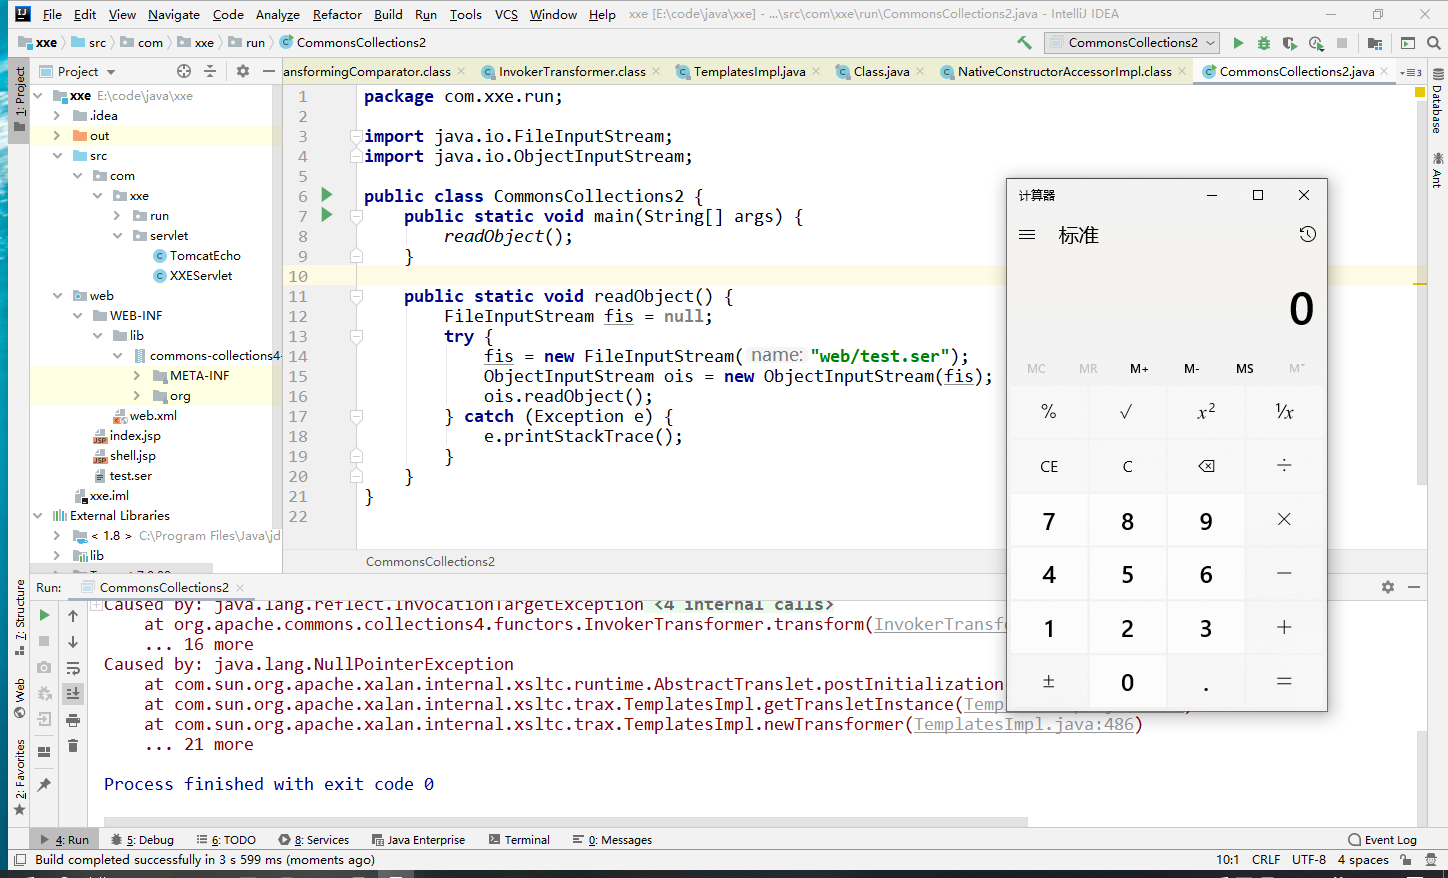 File Edit View Navigate Code Analyze Refactor Build Run Tools VCS Window Help xxe [E:\code\java\xxe] - ...\src\com\xxe\run\CommonsCollections2.java - IntelliJ IDEA
xxe src com xxe run CommonsCollections2
CommonsCollections2
Project
ansformingComparator.class InvokerTransformer.class TemplatesImpl.java Class.java NativeConstructorAccessorImpl.class CommonsCollections2.java
1: Project
xxe E:\code\java\xxe
.idea
out
src
com
xxe
run
servlet
TomcatEcho
XXEServlet
web
WEB-INF
lib
commons-collections4-
META-INF
org
web.xml
index.jsp
shell.jsp
test.ser
xxe.iml
External Libraries
< 1.8 > C:\Program Files\Java\jd
lib
1 package com.xxe.run;
2
3 import java.io.FileInputStream;
4 import java.io.ObjectInputStream;
5
6 public class CommonsCollections2 {
7 public static void main(String[] args) {
8 readObject();
9 }
10
11 public static void readObject() {
12 FileInputStream fis = null;
13 try {
14 fis = new FileInputStream( name: "web/test.ser");
15 ObjectInputStream ois = new ObjectInputStream(fis);
16 ois.readObject();
17 } catch (Exception e) {
18 e.printStackTrace();
19 }
20 }
21 }
22
CommonsCollections2
Database
Ant
计算器
标准
0
MC MR M+ M- MS M˅
% √ x² ¹/x
CE C ÷
7 8 9 ×
4 5 6 −
1 2 3 +
± 0 . =
Run: CommonsCollections2
Caused by: java.lang.reflect.InvocationTargetException <4 internal calls>
at org.apache.commons.collections4.functors.InvokerTransformer.transform(InvokerTransf
... 16 more
Caused by: java.lang.NullPointerException
at com.sun.org.apache.xalan.internal.xsltc.runtime.AbstractTranslet.postInitialization
at com.sun.org.apache.xalan.internal.xsltc.trax.TemplatesImpl.getTransletInstance(Temp
at com.sun.org.apache.xalan.internal.xsltc.trax.TemplatesImpl.newTransformer(TemplatesImpl.java:486)
... 21 more
Process finished with exit code 0
7: Structure
Web
2: Favorites
4: Run 5: Debug 6: TODO 8: Services Java Enterprise Terminal 0: Messages Event Log
Build completed successfully in 3 s 599 ms (moments ago) 10:1 CRLF UTF-8 4 spaces